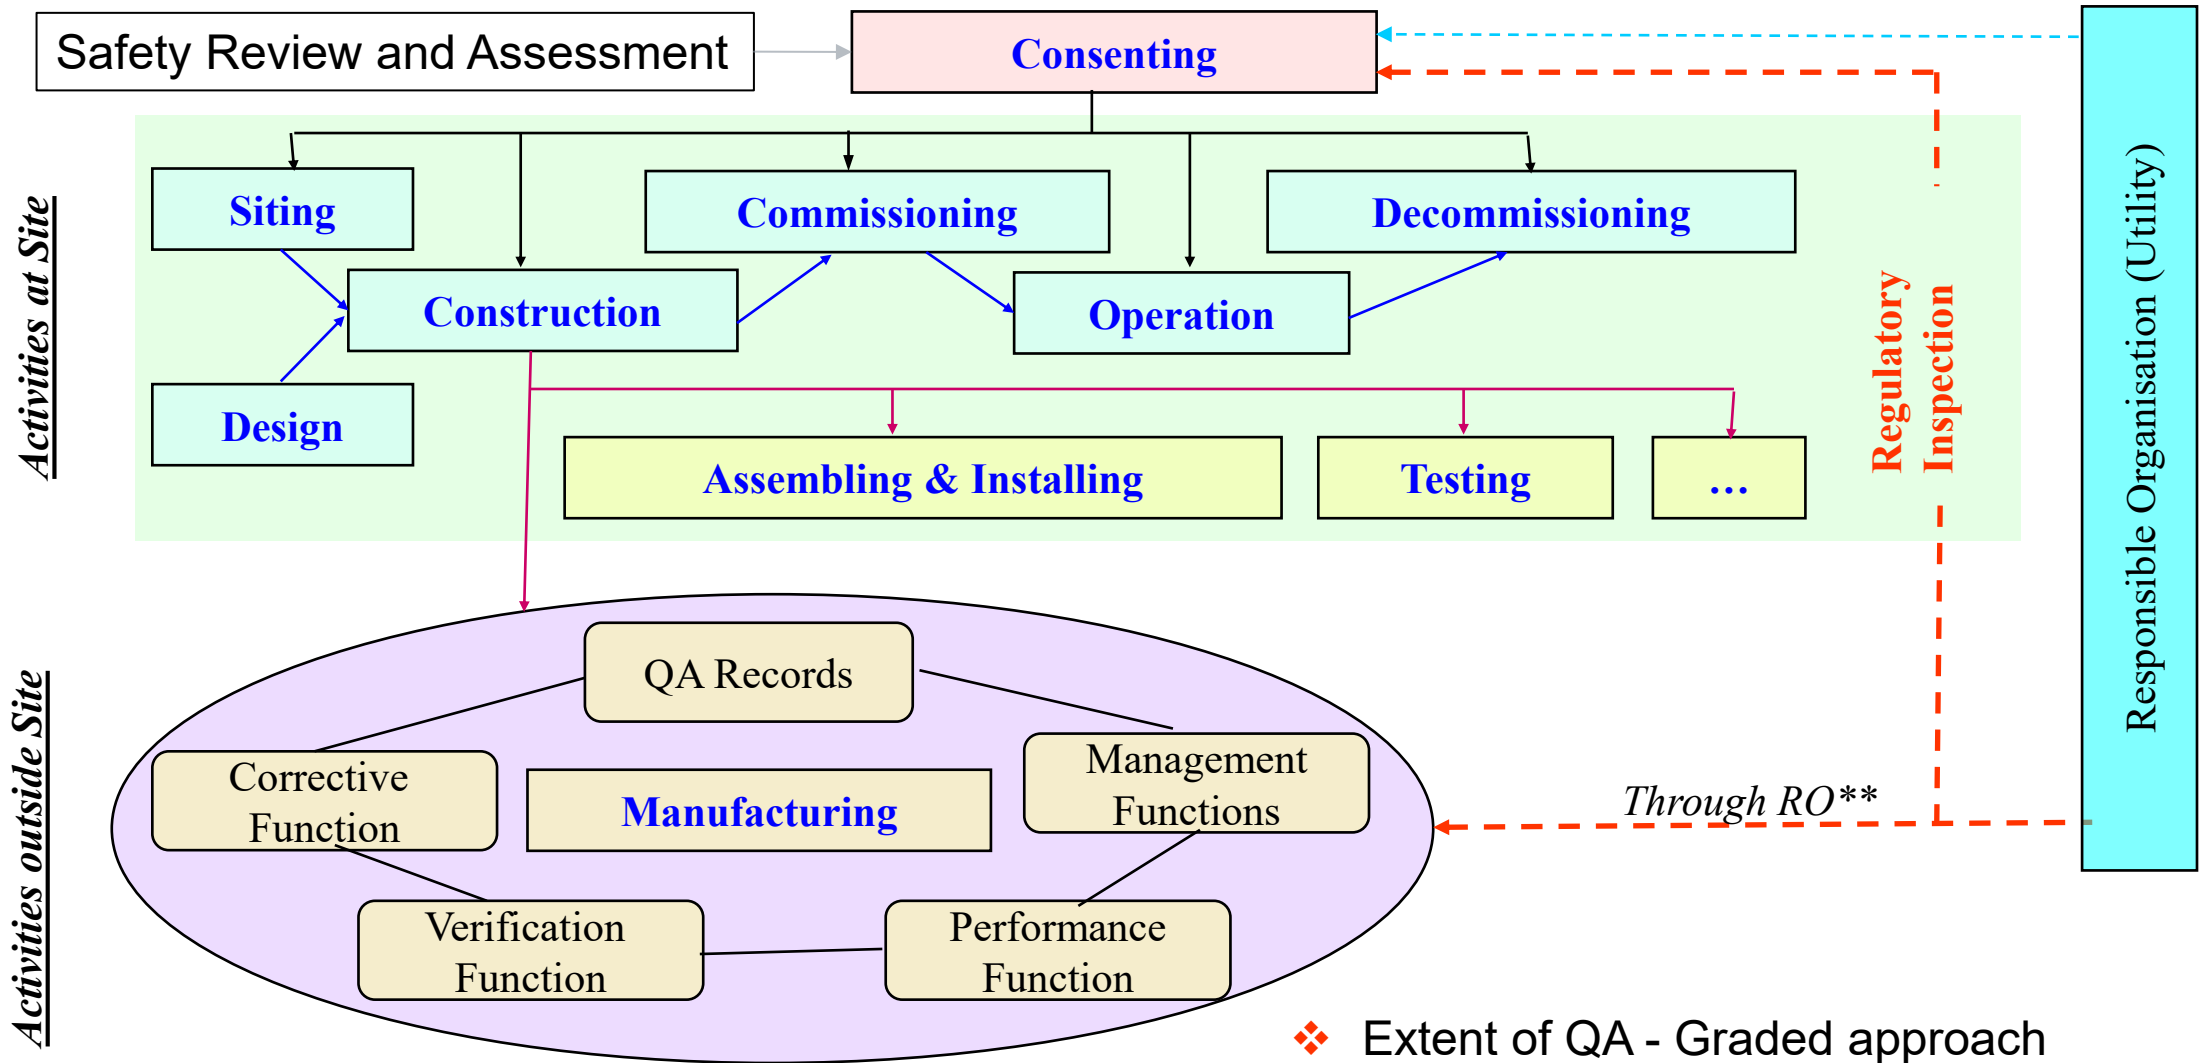 Safety Review and Assessment
Consenting
Responsible Organisation (Utility)
Activities at Site
Siting
Commissioning
Decommissioning
Construction
Operation
Regulatory
Inspection
Design
Assembling & Installing
Testing
...
Activities outside Site
QA Records
Corrective
Function
Management
Functions
Manufacturing
Through RO**
Verification
Function
Performance
Function
❖ Extent of QA - Graded approach